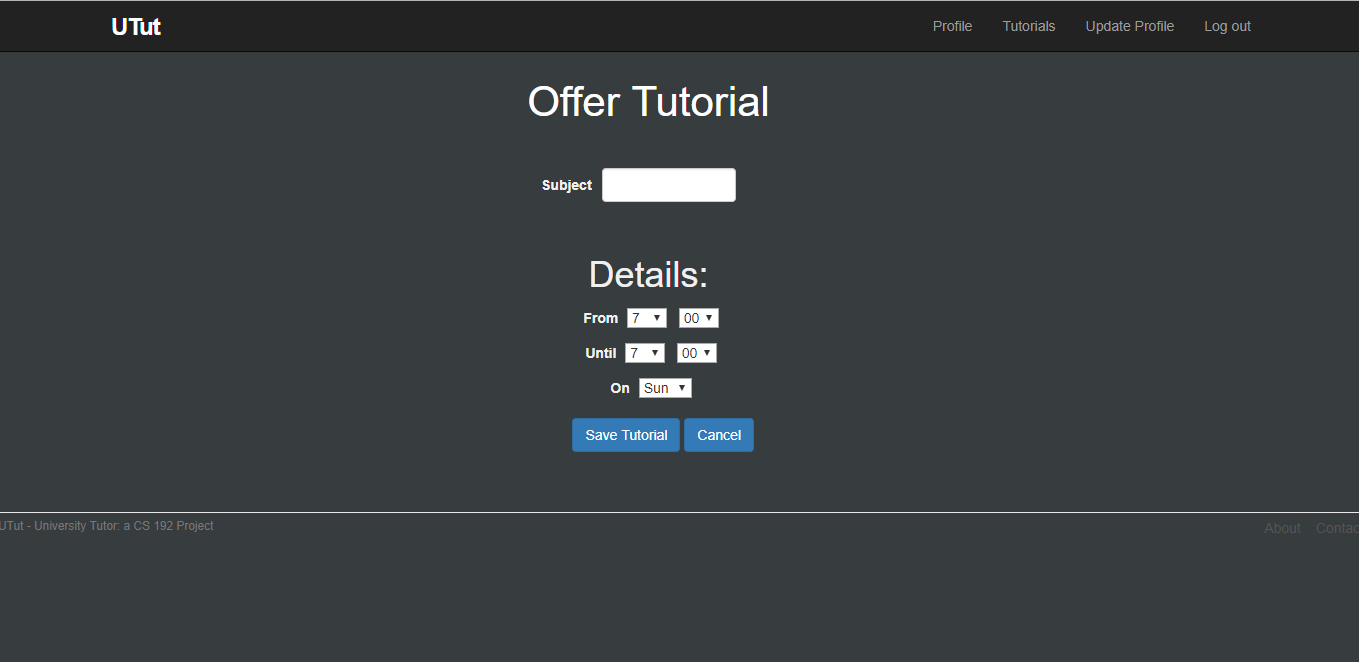 UTut Profile Tutorials Update Profile Log out
Offer Tutorial
Subject
Details:
From 7 00
Until 7 00
On Sun
Save Tutorial Cancel
UTut - University Tutor: a CS 192 Project About Contac